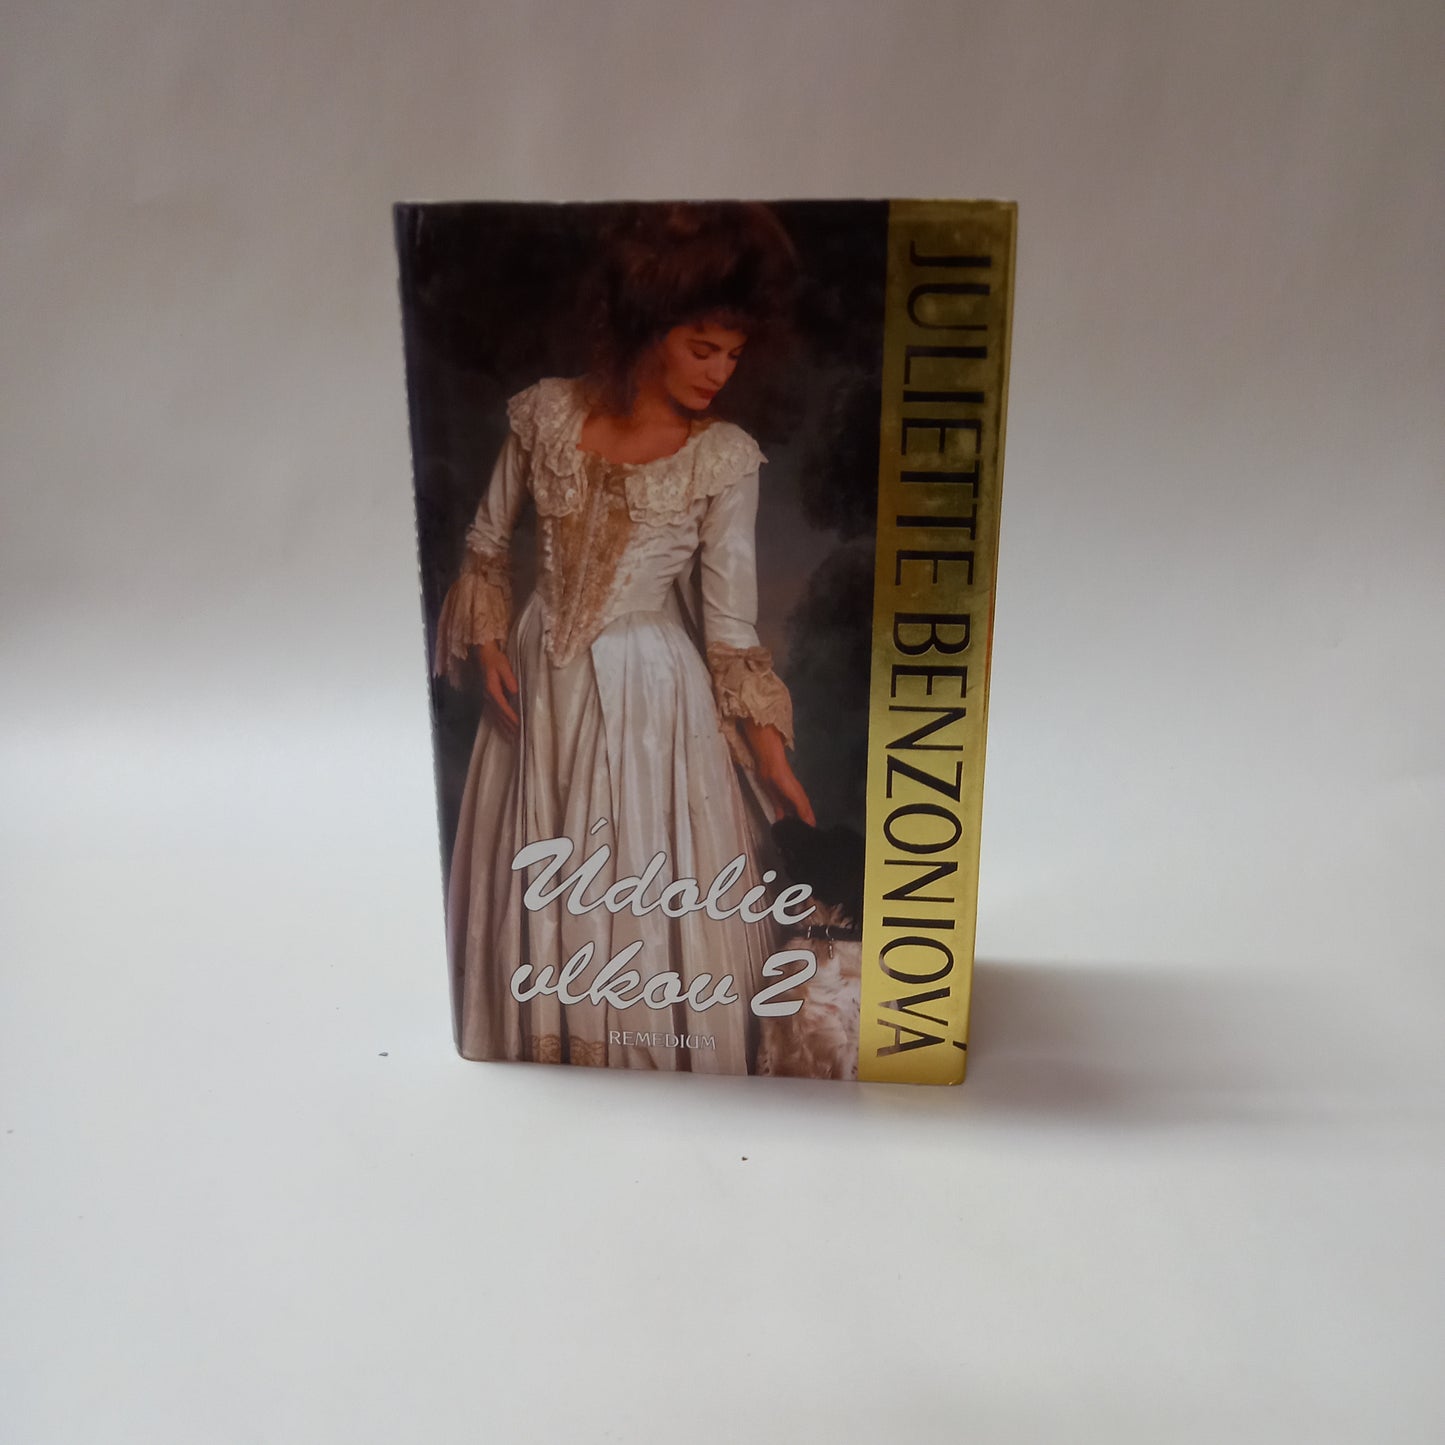 JULIETTE BENZONIOVÁ
Údolie
vlkov 2
REMEDIUM